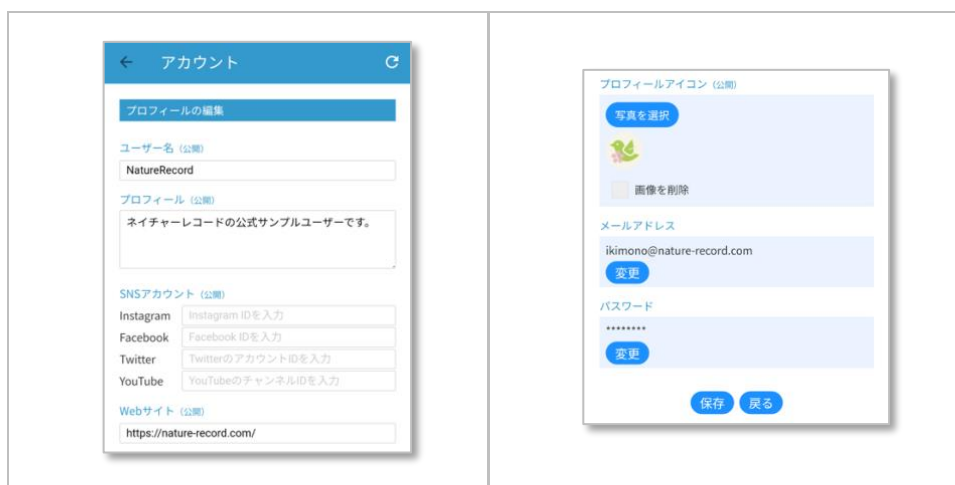 アカウント
プロフィールの編集
ユーザー名（公開）
NatureRecord
プロフィール（公開）
ネイチャーレコードの公式サンプルユーザーです。
SNSアカウント（公開）
Instagram Instagram IDを入力
Facebook Facebook IDを入力
Twitter TwitterのアカウントIDを入力
YouTube YouTubeのチャンネルIDを入力
Webサイト（公開）
https://nature-record.com/
プロフィールアイコン（公開）
写真を選択
画像を削除
メールアドレス
ikimono@nature-record.com
変更
パスワード
********
変更
保存 戻る